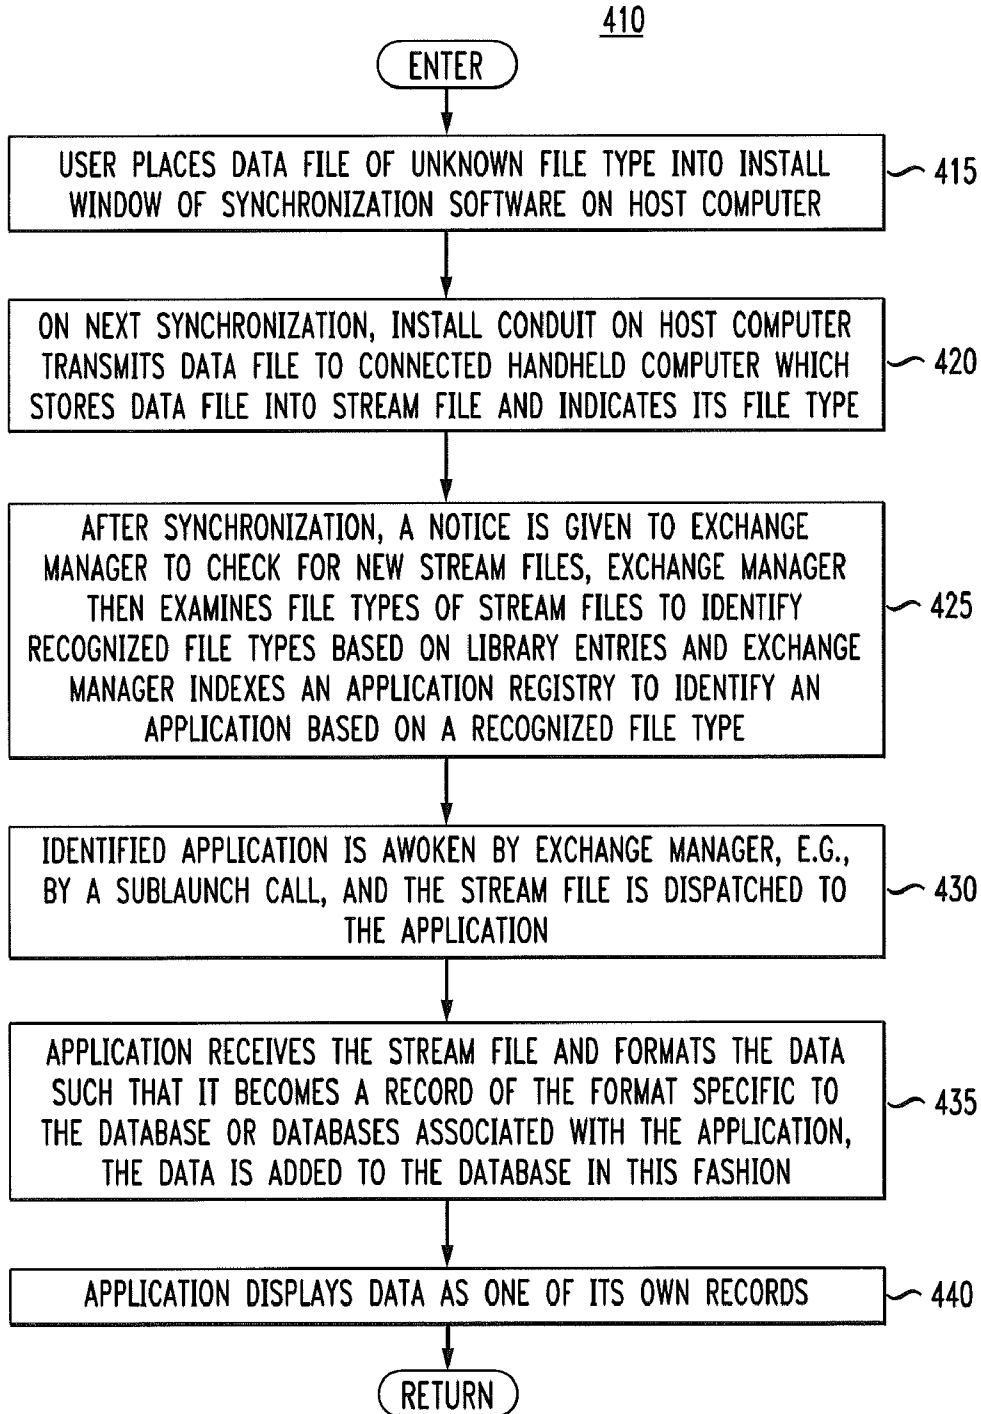 410
ENTER
USER PLACES DATA FILE OF UNKNOWN FILE TYPE INTO INSTALL
WINDOW OF SYNCHRONIZATION SOFTWARE ON HOST COMPUTER
415
ON NEXT SYNCHRONIZATION, INSTALL CONDUIT ON HOST COMPUTER
TRANSMITS DATA FILE TO CONNECTED HANDHELD COMPUTER WHICH
STORES DATA FILE INTO STREAM FILE AND INDICATES ITS FILE TYPE
420
AFTER SYNCHRONIZATION, A NOTICE IS GIVEN TO EXCHANGE
MANAGER TO CHECK FOR NEW STREAM FILES, EXCHANGE MANAGER
THEN EXAMINES FILE TYPES OF STREAM FILES TO IDENTIFY
RECOGNIZED FILE TYPES BASED ON LIBRARY ENTRIES AND EXCHANGE
MANAGER INDEXES AN APPLICATION REGISTRY TO IDENTIFY AN
APPLICATION BASED ON A RECOGNIZED FILE TYPE
425
IDENTIFIED APPLICATION IS AWOKEN BY EXCHANGE MANAGER, E.G.,
BY A SUBLAUNCH CALL, AND THE STREAM FILE IS DISPATCHED TO
THE APPLICATION
430
APPLICATION RECEIVES THE STREAM FILE AND FORMATS THE DATA
SUCH THAT IT BECOMES A RECORD OF THE FORMAT SPECIFIC TO
THE DATABASE OR DATABASES ASSOCIATED WITH THE APPLICATION,
THE DATA IS ADDED TO THE DATABASE IN THIS FASHION
435
APPLICATION DISPLAYS DATA AS ONE OF ITS OWN RECORDS
440
RETURN